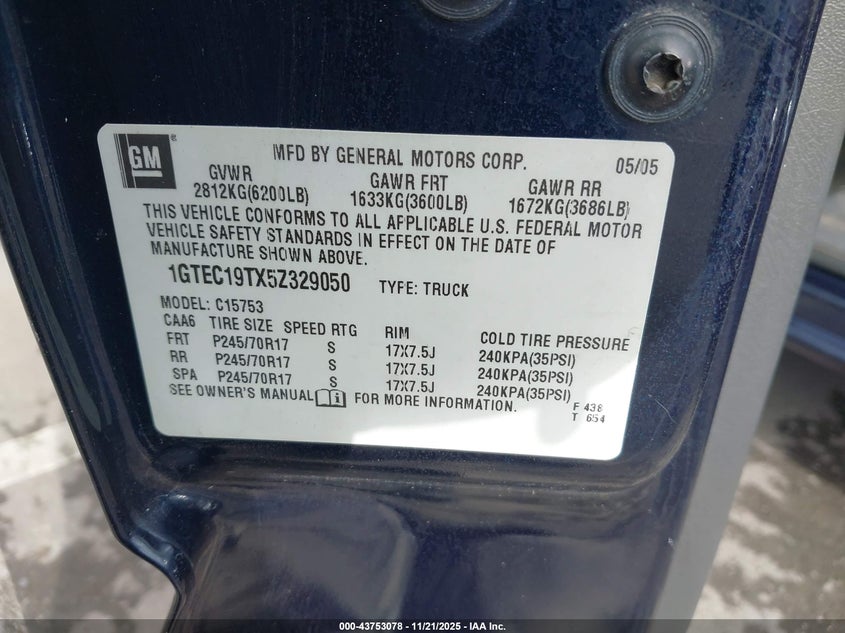 GM®
MFD BY GENERAL MOTORS CORP. 05/05
GVWR GAWR FRT GAWR RR
2812KG(6200LB) 1633KG(3600LB) 1672KG(3686LB)
THIS VEHICLE CONFORMS TO ALL APPLICABLE U.S. FEDERAL MOTOR
VEHICLE SAFETY STANDARDS IN EFFECT ON THE DATE OF
MANUFACTURE SHOWN ABOVE.
1GTEC19TX5Z329050 TYPE: TRUCK
MODEL: C15753
CAA6 TIRE SIZE SPEED RTG RIM COLD TIRE PRESSURE
FRT P245/70R17 S 17X7.5J 240KPA(35PSI)
RR P245/70R17 S 17X7.5J 240KPA(35PSI)
SPA P245/70R17 S 17X7.5J 240KPA(35PSI)
SEE OWNER'S MANUAL FOR MORE INFORMATION.
F 438
T 654
000-43753078 - 11/21/2025 - IAA Inc.